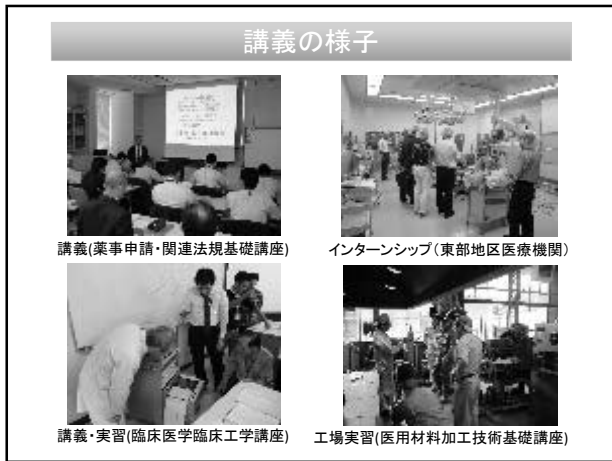 講義の様子
講義(薬事申請・関連法規基礎講座)
インターンシップ(東部地区医療機関)
講義・実習(臨床医学臨床工学講座)
工場実習(医用材料加工技術基礎講座)